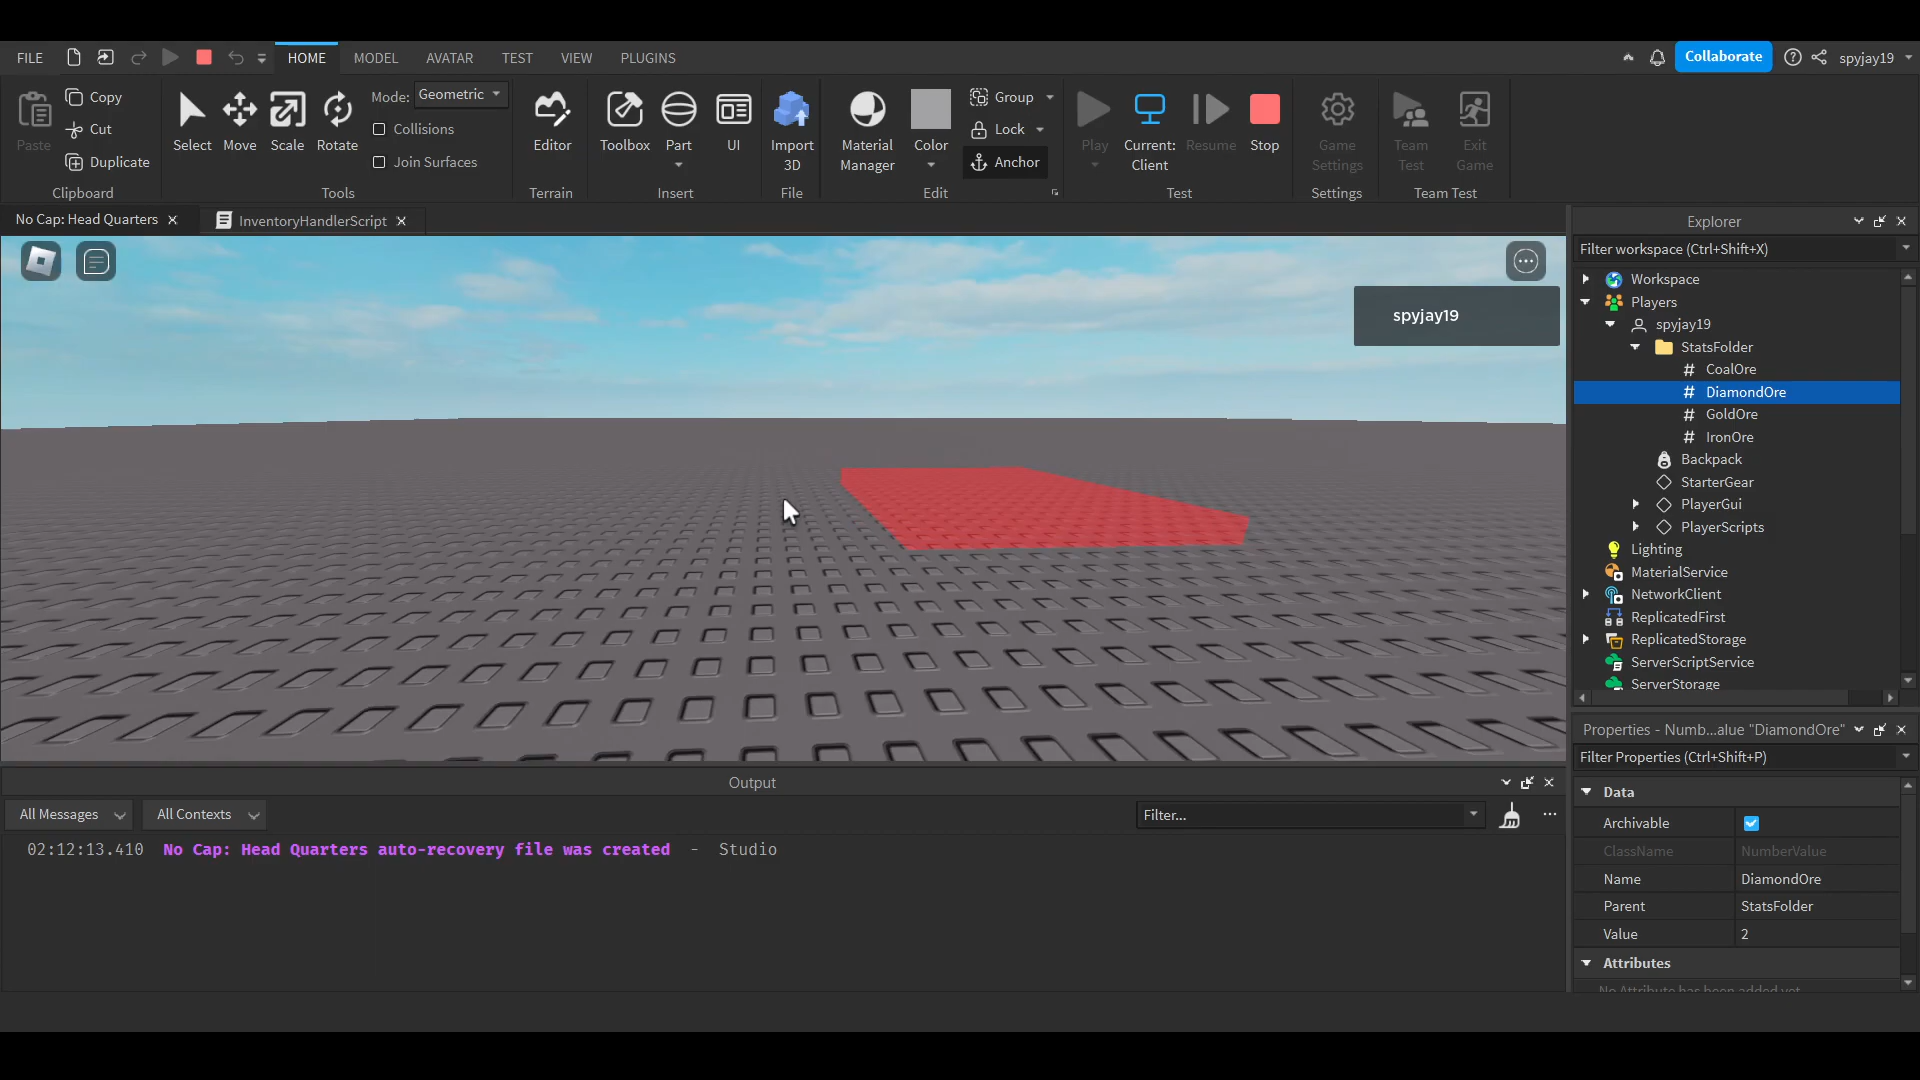 FILE HOME MODEL AVATAR TEST VIEW PLUGINS Collaborate spyjay19
Paste Copy Cut Duplicate
Clipboard
Select Move Scale Rotate Mode: Geometric
Collisions
Join Surfaces
Tools
Editor
Terrain
Toolbox Part UI
Insert
Import
3D
File
Material
Manager
Color
Group
Lock
Anchor
Edit
Play Current:
Client
Resume Stop
Test
Game
Settings
Settings
Team
Test
Exit
Game
Team Test
No Cap: Head Quarters InventoryHandlerScript
spyjay19
Explorer
Filter workspace (Ctrl+Shift+X)
Workspace
Players
spyjay19
StatsFolder
# CoalOre
# DiamondOre
# GoldOre
# IronOre
Backpack
StarterGear
PlayerGui
PlayerScripts
Lighting
MaterialService
NetworkClient
ReplicatedFirst
ReplicatedStorage
ServerScriptService
ServerStorage
Properties - Numb...alue "DiamondOre"
Filter Properties (Ctrl+Shift+P)
Data
Archivable
ClassName NumberValue
Name DiamondOre
Parent StatsFolder
Value 2
Attributes
No Attribute has been added yet
Output
All Messages All Contexts Filter...
02:12:13.410 No Cap: Head Quarters auto-recovery file was created - Studio